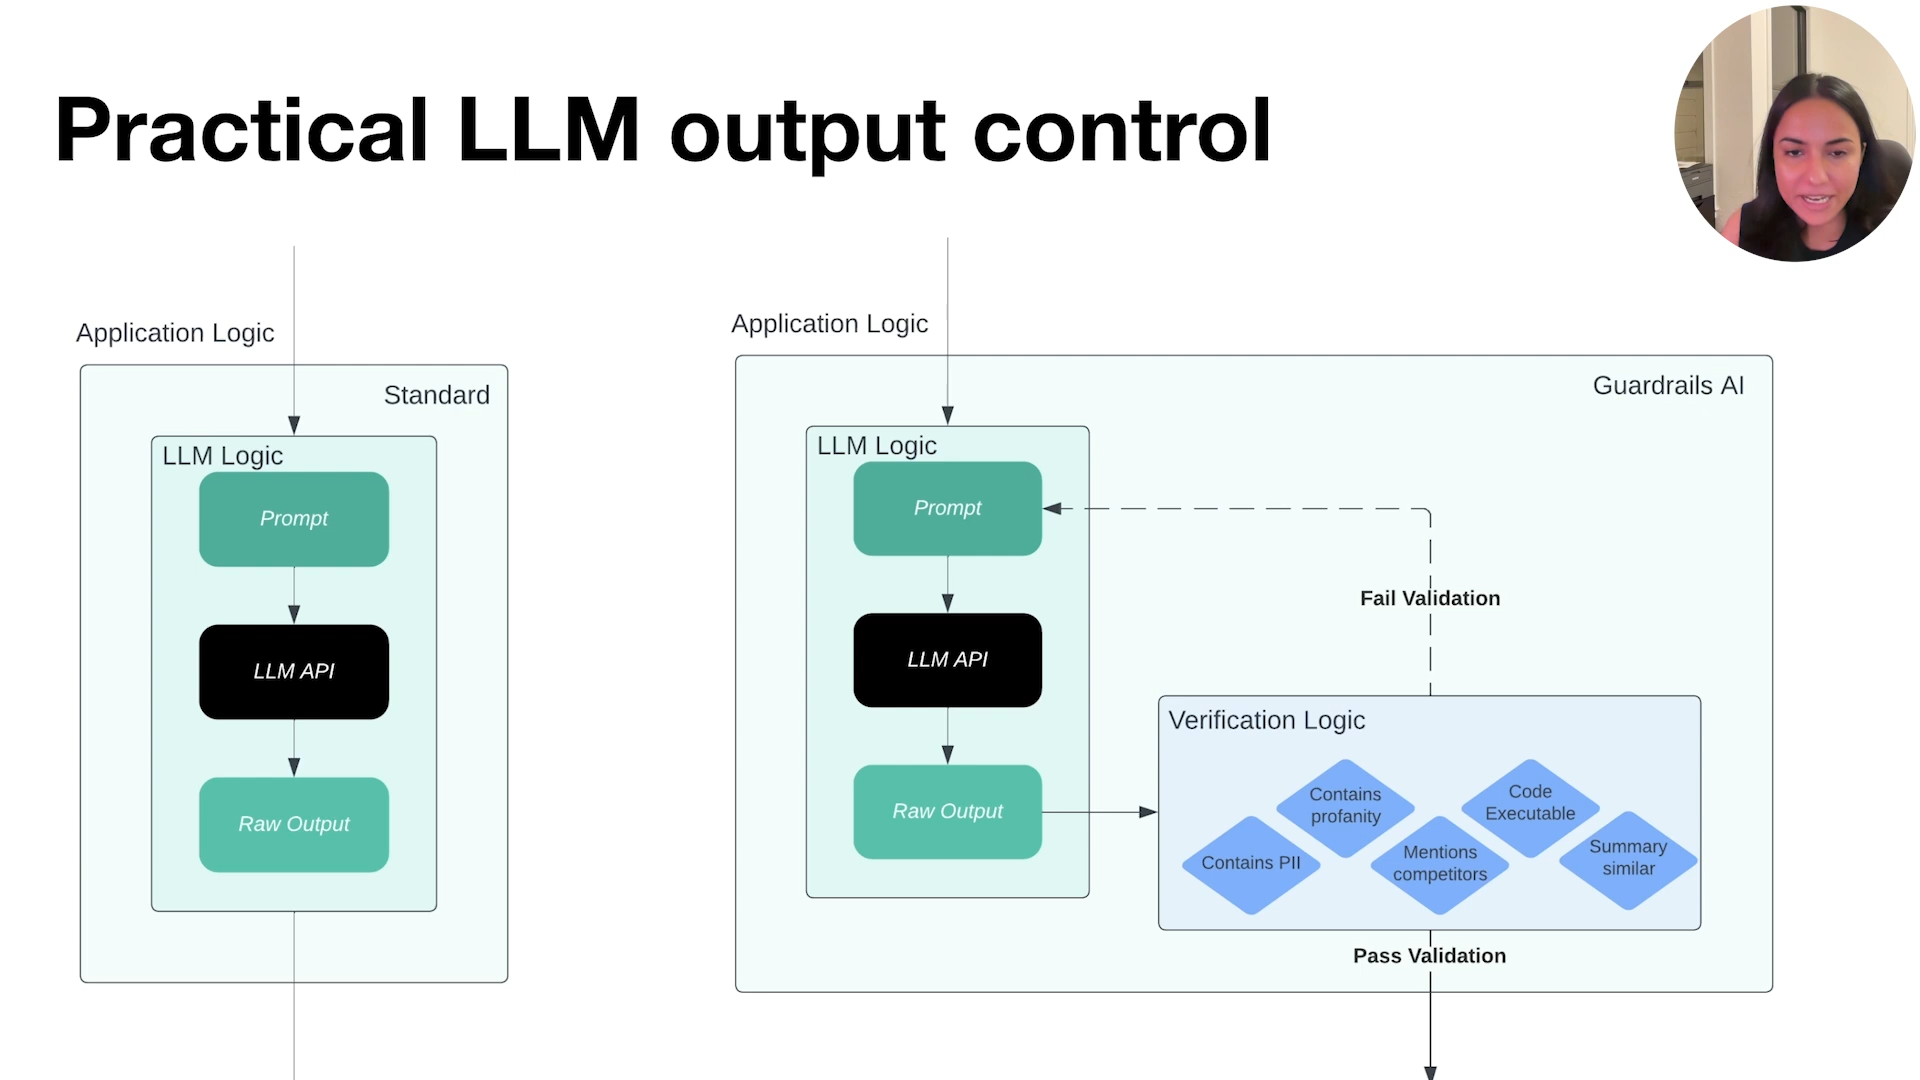 Practical LLM output control
Application Logic
Standard
LLM Logic
Prompt
LLM API
Raw Output
Application Logic
Guardrails AI
LLM Logic
Prompt
LLM API
Raw Output
Fail Validation
Verification Logic
Contains PII
Contains
profanity
Mentions
competitors
Code
Executable
Summary
similar
Pass Validation